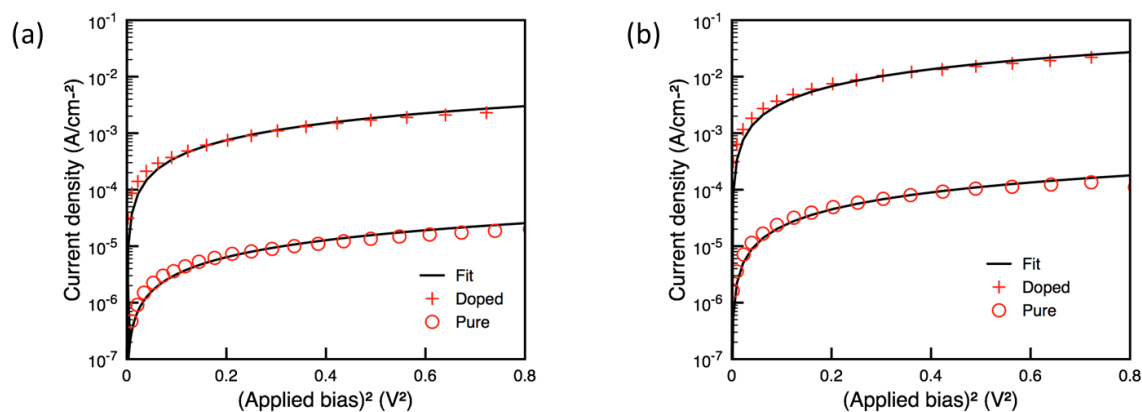 (a)
Current density (A/cm⁻²)
10⁻¹
10⁻²
10⁻³
10⁻⁴
10⁻⁵
10⁻⁶
10⁻⁷
Fit
Doped
Pure
0 0.2 0.4 0.6 0.8
(Applied bias)² (V²)
(b)
Current density (A/cm⁻²)
10⁻¹
10⁻²
10⁻³
10⁻⁴
10⁻⁵
10⁻⁶
10⁻⁷
Fit
Doped
Pure
0 0.2 0.4 0.6 0.8
(Applied bias)² (V²)